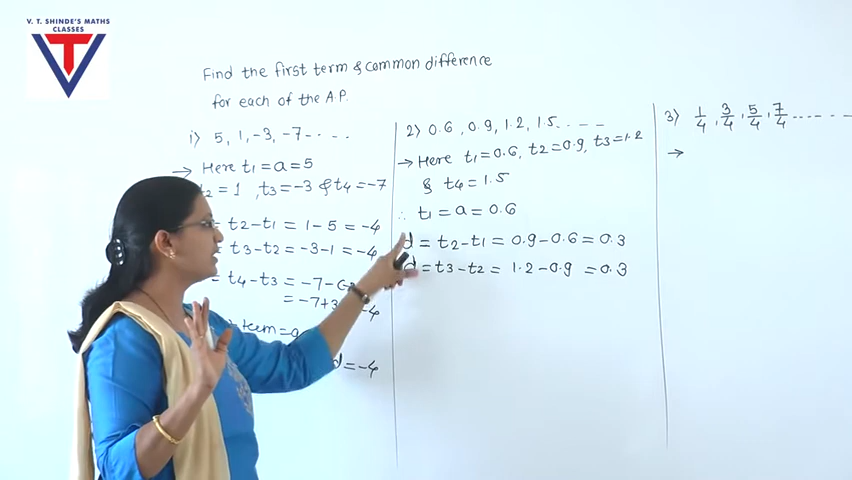 V. T. SHINDE'S MATHS
CLASSES
VT
Find the first term & common difference
for each of the A.P.
i) 5, 1, -3, -7 ....
→ Here t1 = a = 5
t2 = 1 , t3 = -3 & t4 = -7
t2 - t1 = 1 - 5 = -4
t3 - t2 = -3 - 1 = -4
= t4 - t3 = -7 -
= -7+3 -4
term = a
d = -4
2) 0.6, 0.9, 1.2, 1.5 .....
→ Here t1 = 0.6, t2 = 0.9, t3 = 1.2
& t4 = 1.5
∴ t1 = a = 0.6
d = t2 - t1 = 0.9 - 0.6 = 0.3
d = t3 - t2 = 1.2 - 0.9 = 0.3
3) 1/4, 3/4, 5/4, 7/4 ........
→